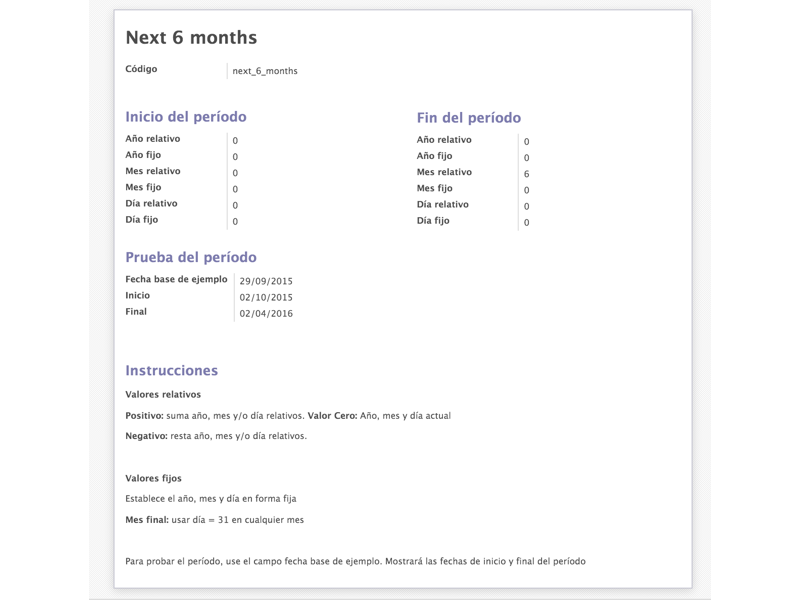 Next 6 months
Código next_6_months
Inicio del período
Año relativo 0
Año fijo 0
Mes relativo 0
Mes fijo 0
Día relativo 0
Día fijo 0
Fin del período
Año relativo 0
Año fijo 0
Mes relativo 6
Mes fijo 0
Día relativo 0
Día fijo 0
Prueba del período
Fecha base de ejemplo 29/09/2015
Inicio 02/10/2015
Final 02/04/2016
Instrucciones
Valores relativos
Positivo: suma año, mes y/o día relativos. Valor Cero: Año, mes y día actual
Negativo: resta año, mes y/o día relativos.
Valores fijos
Establece el año, mes y día en forma fija
Mes final: usar día = 31 en cualquier mes
Para probar el período, use el campo fecha base de ejemplo. Mostrará las fechas de inicio y final del período